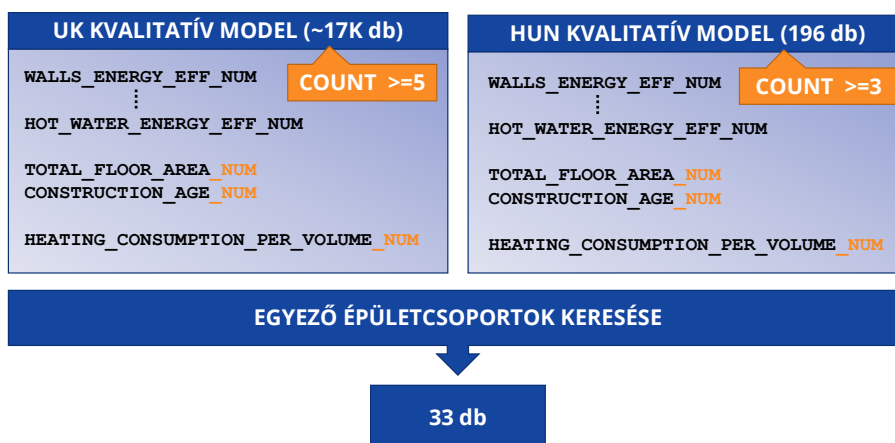 UK KVALITATÍV MODEL (~17K db)
COUNT >=5
WALLS_ENERGY_EFF_NUM
⋮
HOT_WATER_ENERGY_EFF_NUM
TOTAL_FLOOR_AREA_NUM
CONSTRUCTION_AGE_NUM
HEATING_CONSUMPTION_PER_VOLUME_NUM
HUN KVALITATÍV MODEL (196 db)
COUNT >=3
WALLS_ENERGY_EFF_NUM
⋮
HOT_WATER_ENERGY_EFF_NUM
TOTAL_FLOOR_AREA_NUM
CONSTRUCTION_AGE_NUM
HEATING_CONSUMPTION_PER_VOLUME_NUM
EGYEZŐ ÉPÜLETCSOPORTOK KERESÉSE
33 db